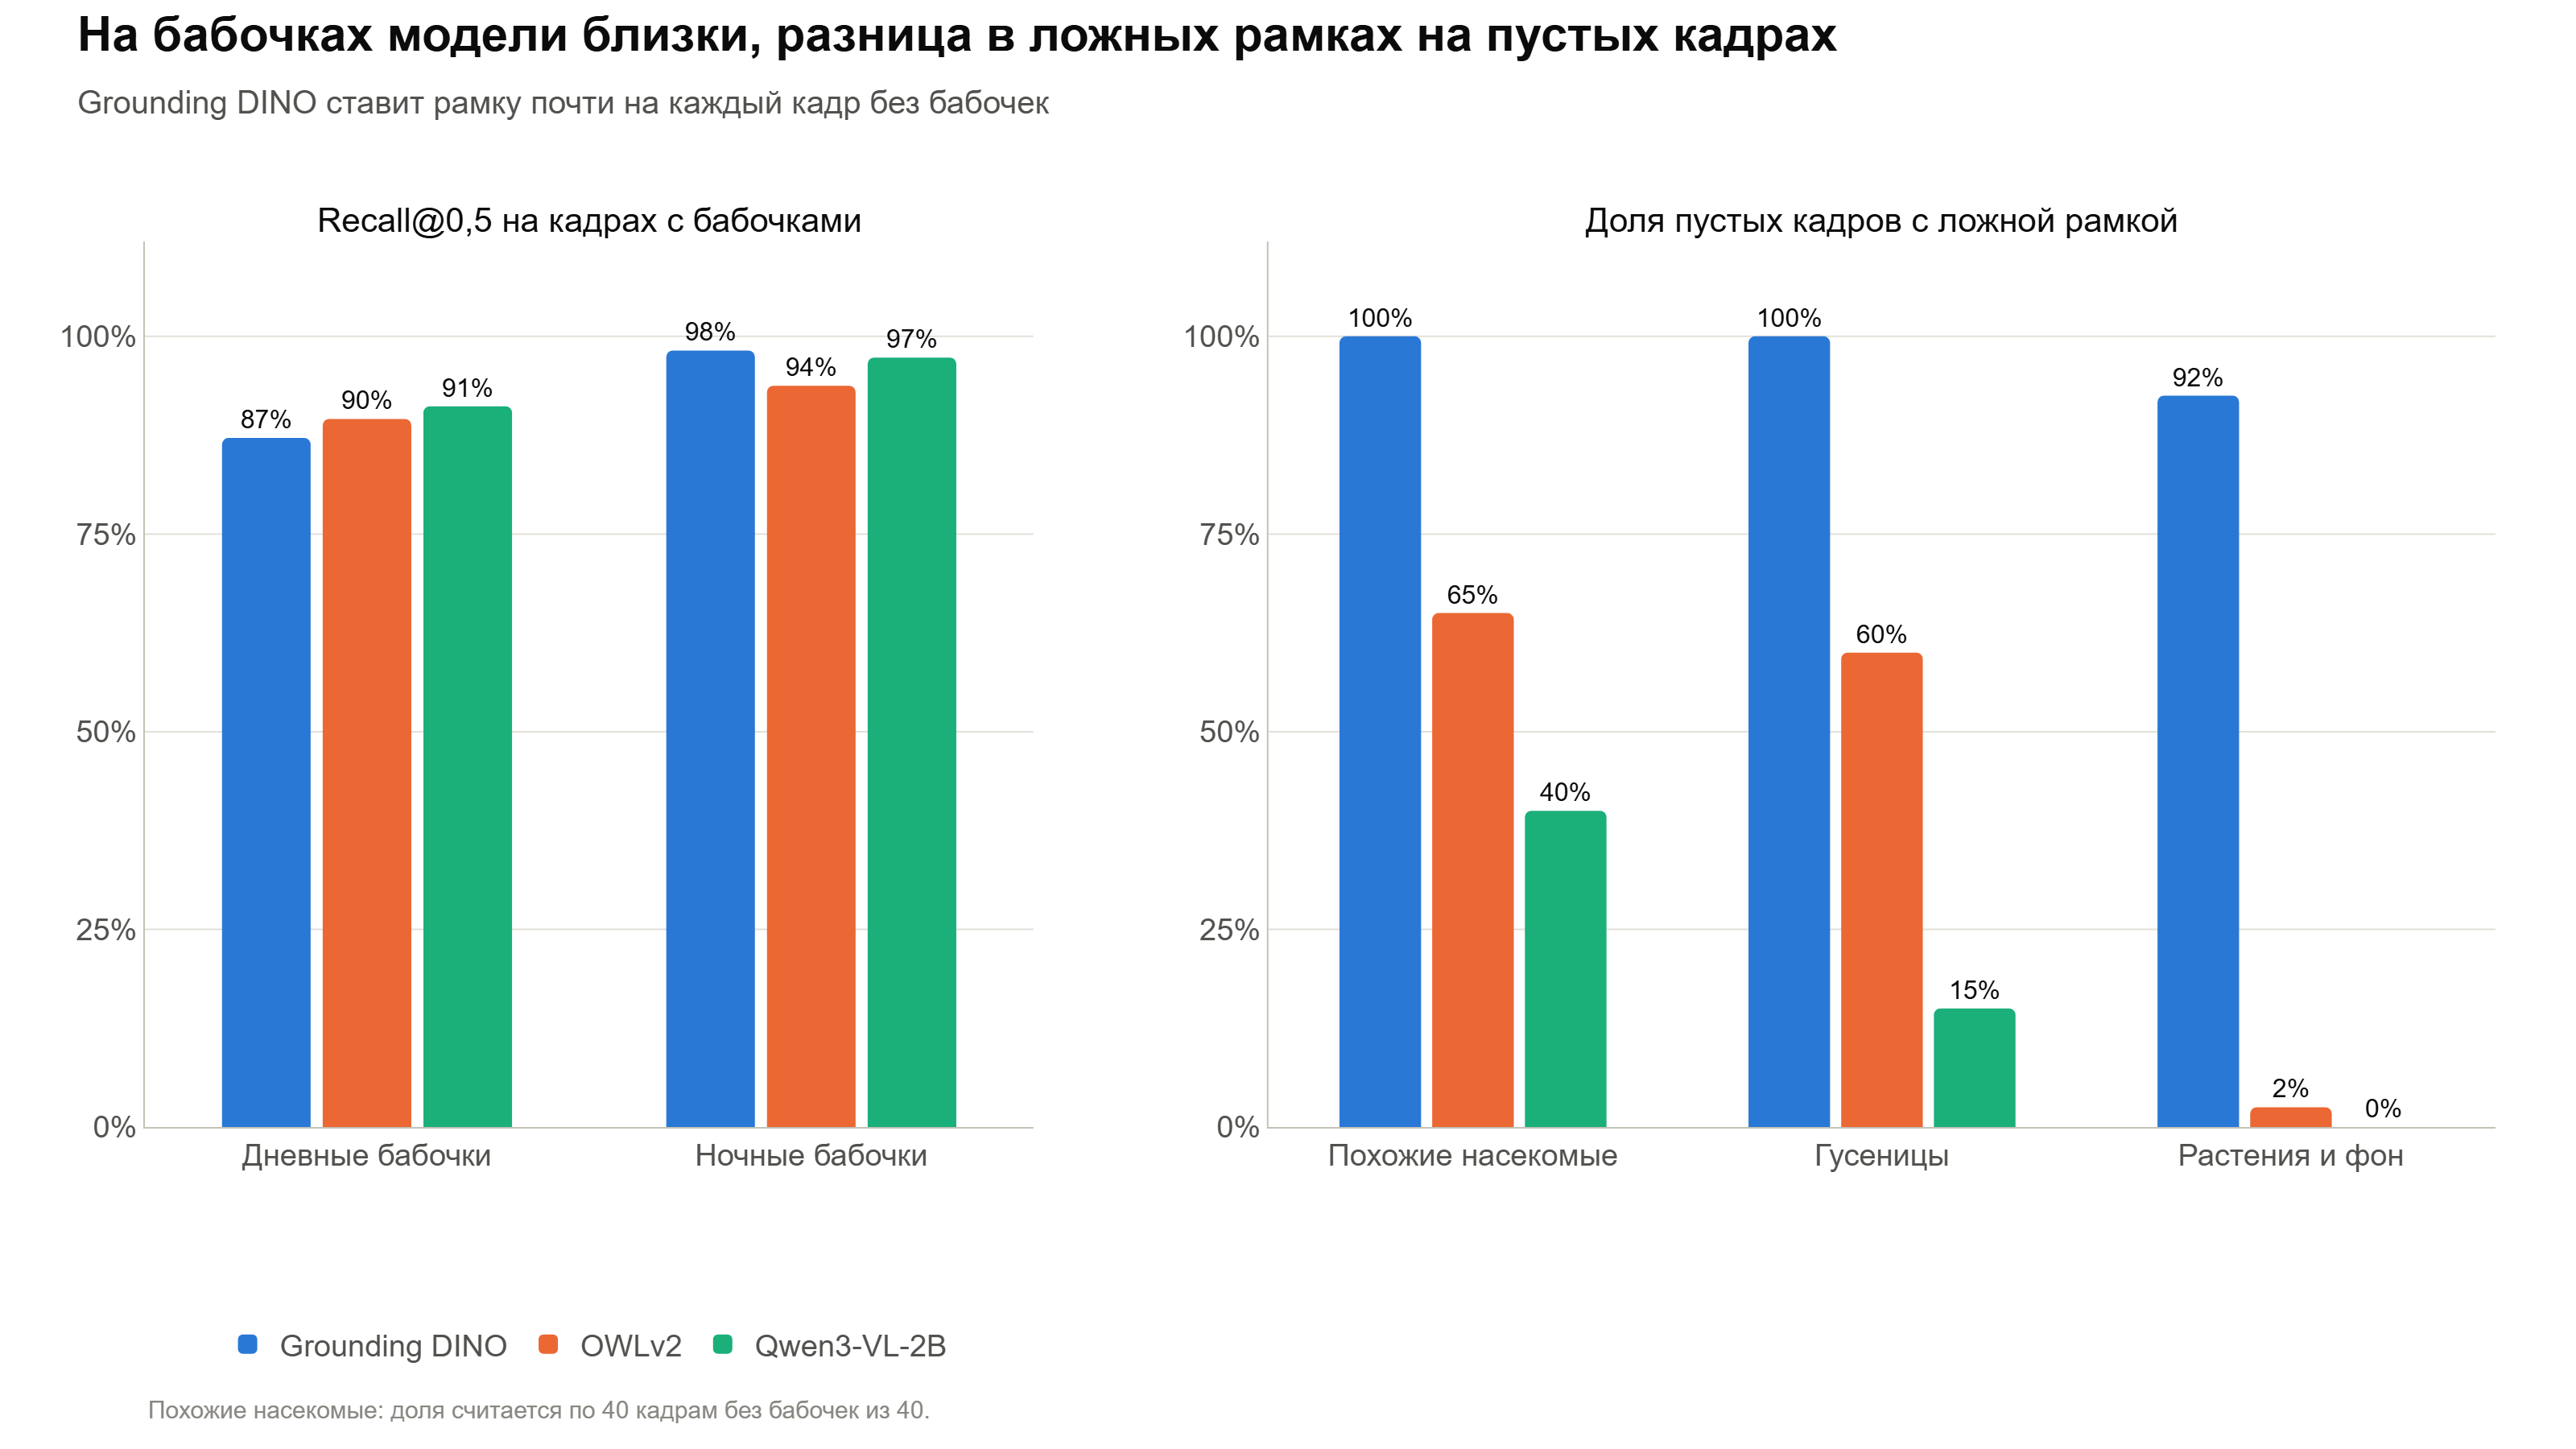 На бабочках модели близки, разница в ложных рамках на пустых кадрах
Grounding DINO ставит рамку почти на каждый кадр без бабочек
Recall@0,5 на кадрах с бабочками
100%
75%
50%
25%
0%
87%
90%
91%
98%
94%
97%
Дневные бабочки
Ночные бабочки
Доля пустых кадров с ложной рамкой
100%
75%
50%
25%
0%
100%
65%
40%
100%
60%
15%
92%
2%
0%
Похожие насекомые
Гусеницы
Растения и фон
Grounding DINO
OWLv2
Qwen3-VL-2B
Похожие насекомые: доля считается по 40 кадрам без бабочек из 40.